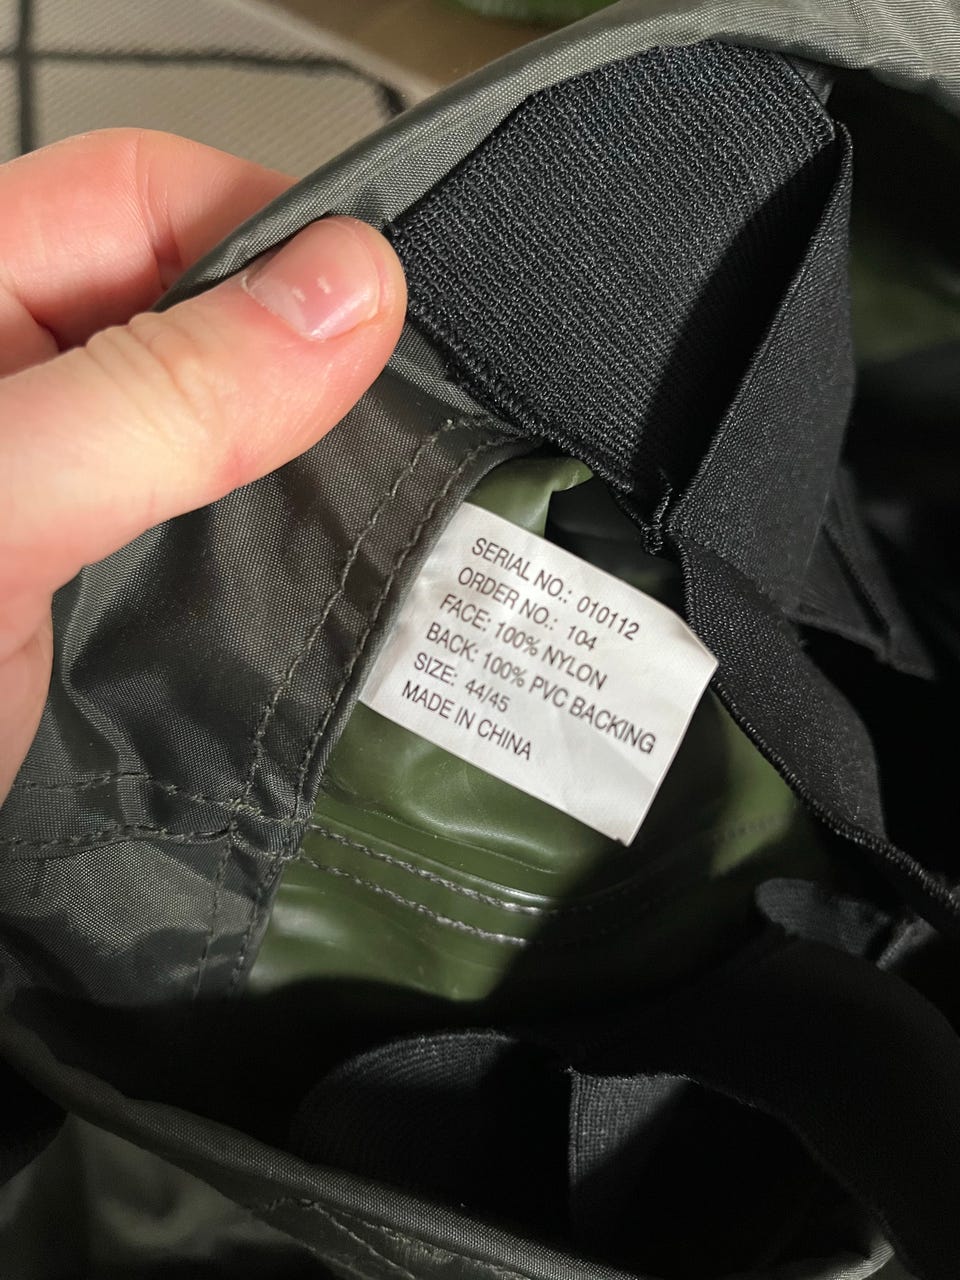 SERIAL NO.: 010112
ORDER NO.: 104
FACE: 100% NYLON
BACK: 100% PVC BACKING
SIZE: 44/45
MADE IN CHINA